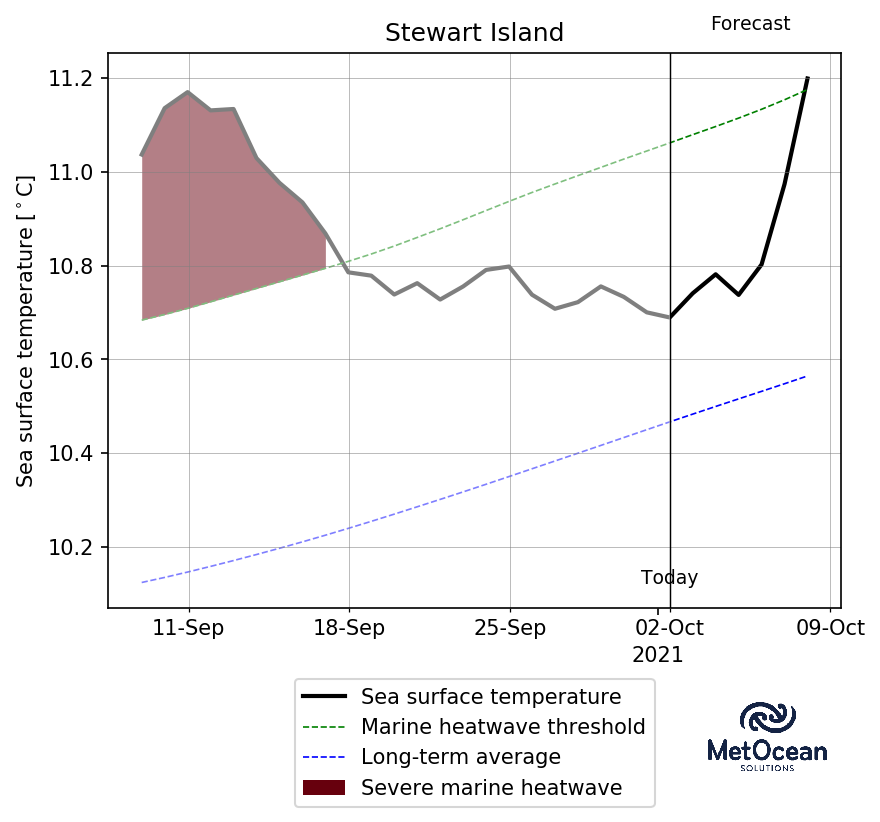 Forecast
Stewart Island
Sea surface temperature [°C]
11.2
11.0
10.8
10.6
10.4
10.2
Today
11-Sep 18-Sep 25-Sep 02-Oct 09-Oct
2021
Sea surface temperature
Marine heatwave threshold
Long-term average
Severe marine heatwave
MetOcean
SOLUTIONS